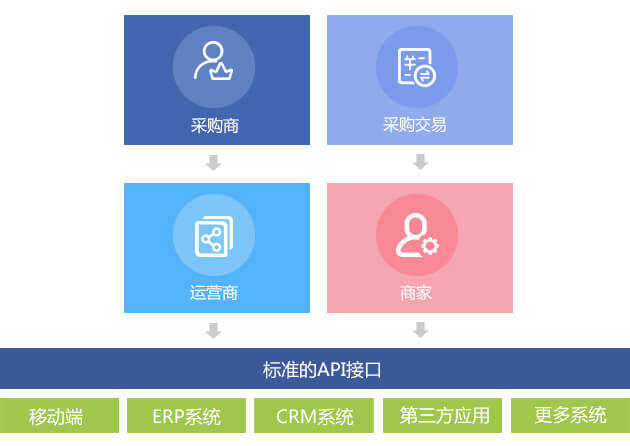 采购商
采购交易
运营商
商家
标准的API接口
移动端
ERP系统
CRM系统
第三方应用
更多系统